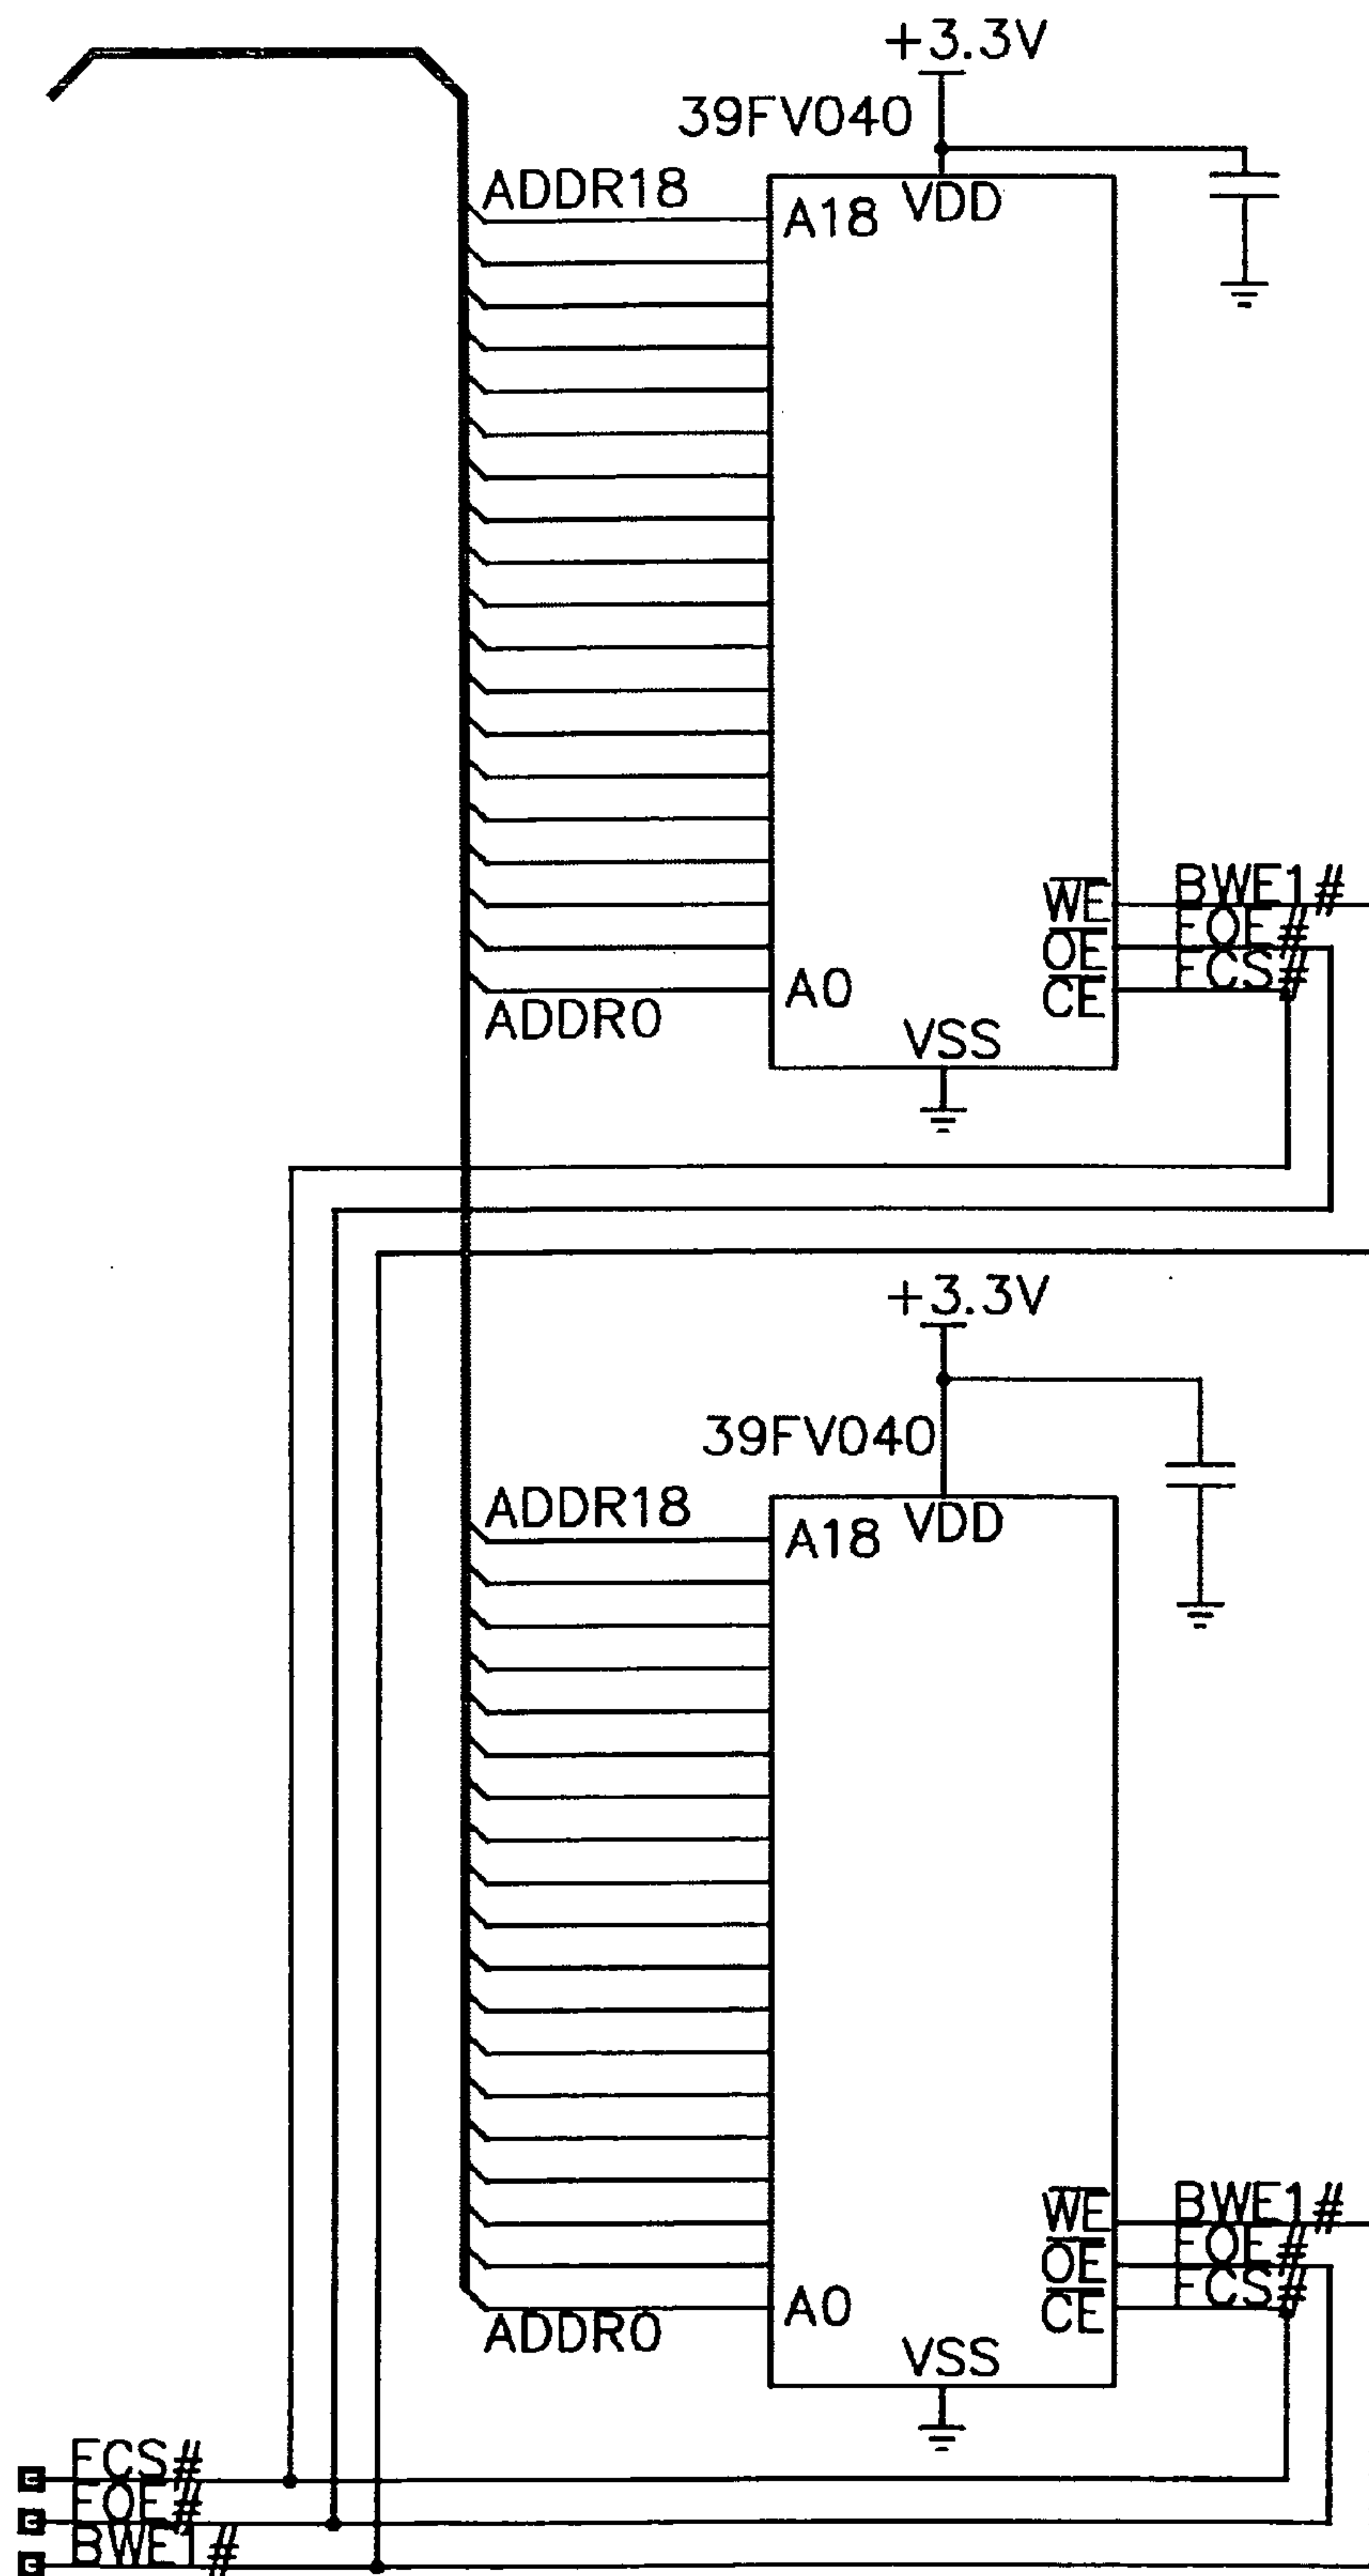 +3.3V
39FV040
ADDR18
A18
VDD
WE
BWE1#
OE
FOE#
CE
FCS#
A0
ADDR0
VSS
+3.3V
39FV040
ADDR18
A18
VDD
WE
BWE1#
OE
FOE#
CE
FCS#
A0
ADDR0
VSS
FCS#
FOE#
BWE1#